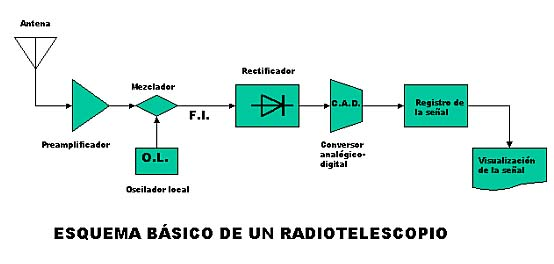 Antena
Preamplificador
Mezclador
F.I.
O.L.
Oscilador local
Rectificador
C.A.D.
Conversor
analógico-
digital
Registro de
la señal
Visualización
de la señal
ESQUEMA BÁSICO DE UN RADIOTELESCOPIO